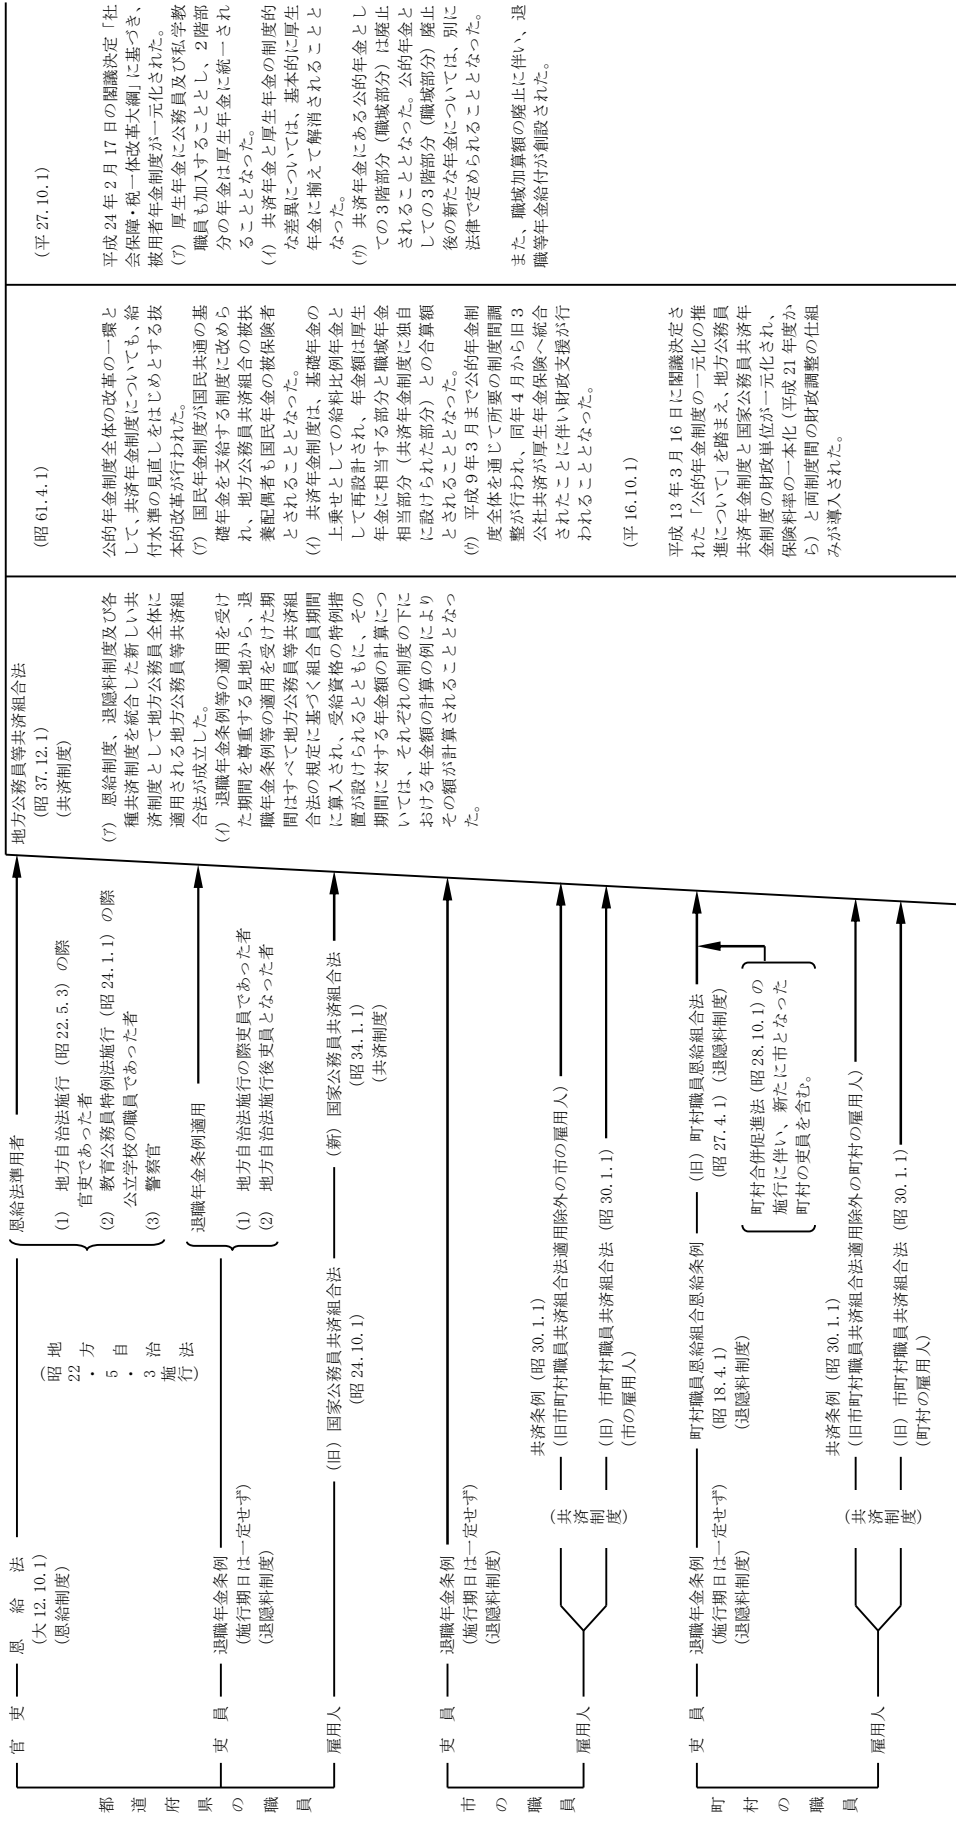 都道府県の職員
官吏
恩給法
(大 12.10.1)
(恩給制度)
地方自治法
(昭22・5・3施行)
恩給法準用者
(1) 地方自治法施行(昭 22.5.3)の際
官吏であった者
(2) 教育公務員特例法施行(昭 24.1.1)の際
公立学校の職員であった者
(3) 警察官
吏員
退職年金条例
(施行期日は一定せず)
(退隠料制度)
退職年金条例適用
(1) 地方自治法施行の際吏員であった者
(2) 地方自治法施行後吏員となった者
雇用人
(旧)国家公務員共済組合法
(昭 24.10.1)
(新)国家公務員共済組合法
(昭 34.1.1)
(共済制度)
市の職員
吏員
退職年金条例
(施行期日は一定せず)
(退隠料制度)
雇用人
(共済制度)
共済条例(昭 30.1.1)
(旧市町村職員共済組合法適用除外の市の雇用人)
(旧)市町村職員共済組合法(昭 30.1.1)
(市の雇用人)
町村の職員
吏員
退職年金条例
(施行期日は一定せず)
(退隠料制度)
町村職員恩給組合恩給条例
(昭 18.4.1)
(退隠料制度)
(旧)町村職員恩給組合法
(昭 27.4.1)(退隠料制度)
町村合併促進法(昭 28.10.1)の
施行に伴い、新たに市となった
町村の吏員を含む。
雇用人
(共済制度)
共済条例(昭 30.1.1)
(旧市町村職員共済組合法適用除外の町村の雇用人)
(旧)市町村職員共済組合法(昭 30.1.1)
(町村の雇用人)
地方公務員等共済組合法
(昭 37.12.1)
(共済制度)
(ア) 恩給制度、退隠料制度及び各
種共済制度を統合した新しい共
済制度として地方公務員全体に
適用される地方公務員等共済組
合法が成立した。
(イ) 退職年金条例等の適用を受け
た期間を尊重する見地から、退
職年金条例等の適用を受けた期
間はすべて地方公務員等共済組
合法の規定に基づく組合員期間
に算入され、受給資格の特例措
置が設けられるとともに、その
期間に対する年金額の計算につ
いては、それぞれの制度の下に
おける年金額の計算の例により
その額が計算されることとなっ
た。
(昭 61.4.1)
公的年金制度全体の改革の一環と
して、共済年金制度についても、給
付水準の見直しをはじめとする抜
本的改革が行われた。
(ア) 国民年金制度が国民共通の基
礎年金を支給する制度に改めら
れ、地方公務員共済組合の被扶
養配偶者も国民年金の被保険者
とされることとなった。
(イ) 共済年金制度は、基礎年金の
上乗せとしての給料比例年金と
して再設計され、年金額は厚生
年金に相当する部分と職域年金
相当部分(共済年金制度に独自
に設けられた部分)との合算額
とされることとなった。
(ウ) 平成9年3月まで公的年金制
度全体を通じて所要の制度間調
整が行われ、同年4月から旧3
公社共済が厚生年金保険へ統合
されたことに伴い財政支援が行
われることとなった。
(平 16.10.1)
平成 13 年 3 月 16 日に閣議決定さ
れた「公的年金制度の一元化の推
進について」を踏まえ、地方公務員
共済年金制度と国家公務員共済年
金制度の財政単位が一元化され、
保険料率の一本化(平成 21 年度か
ら)と両制度間の財政調整の仕組
みが導入された。
(平 27.10.1)
平成 24 年 2 月 17 日の閣議決定「社
会保障・税一体改革大綱」に基づき、
被用者年金制度が一元化された。
(ア) 厚生年金に公務員及び私学教
職員も加入することとし、2階部
分の年金は厚生年金に統一され
ることとなった。
(イ) 共済年金と厚生年金の制度的
な差異については、基本的に厚生
年金に揃えて解消されることと
なった。
(ウ) 共済年金にある公的年金とし
ての3階部分(職域部分)は廃止
されることとなった。公的年金と
しての3階部分(職域部分)廃止
後の新たな年金については、別に
法律で定められることとなった。
また、職域加算額の廃止に伴い、退
職等年金給付が創設された。